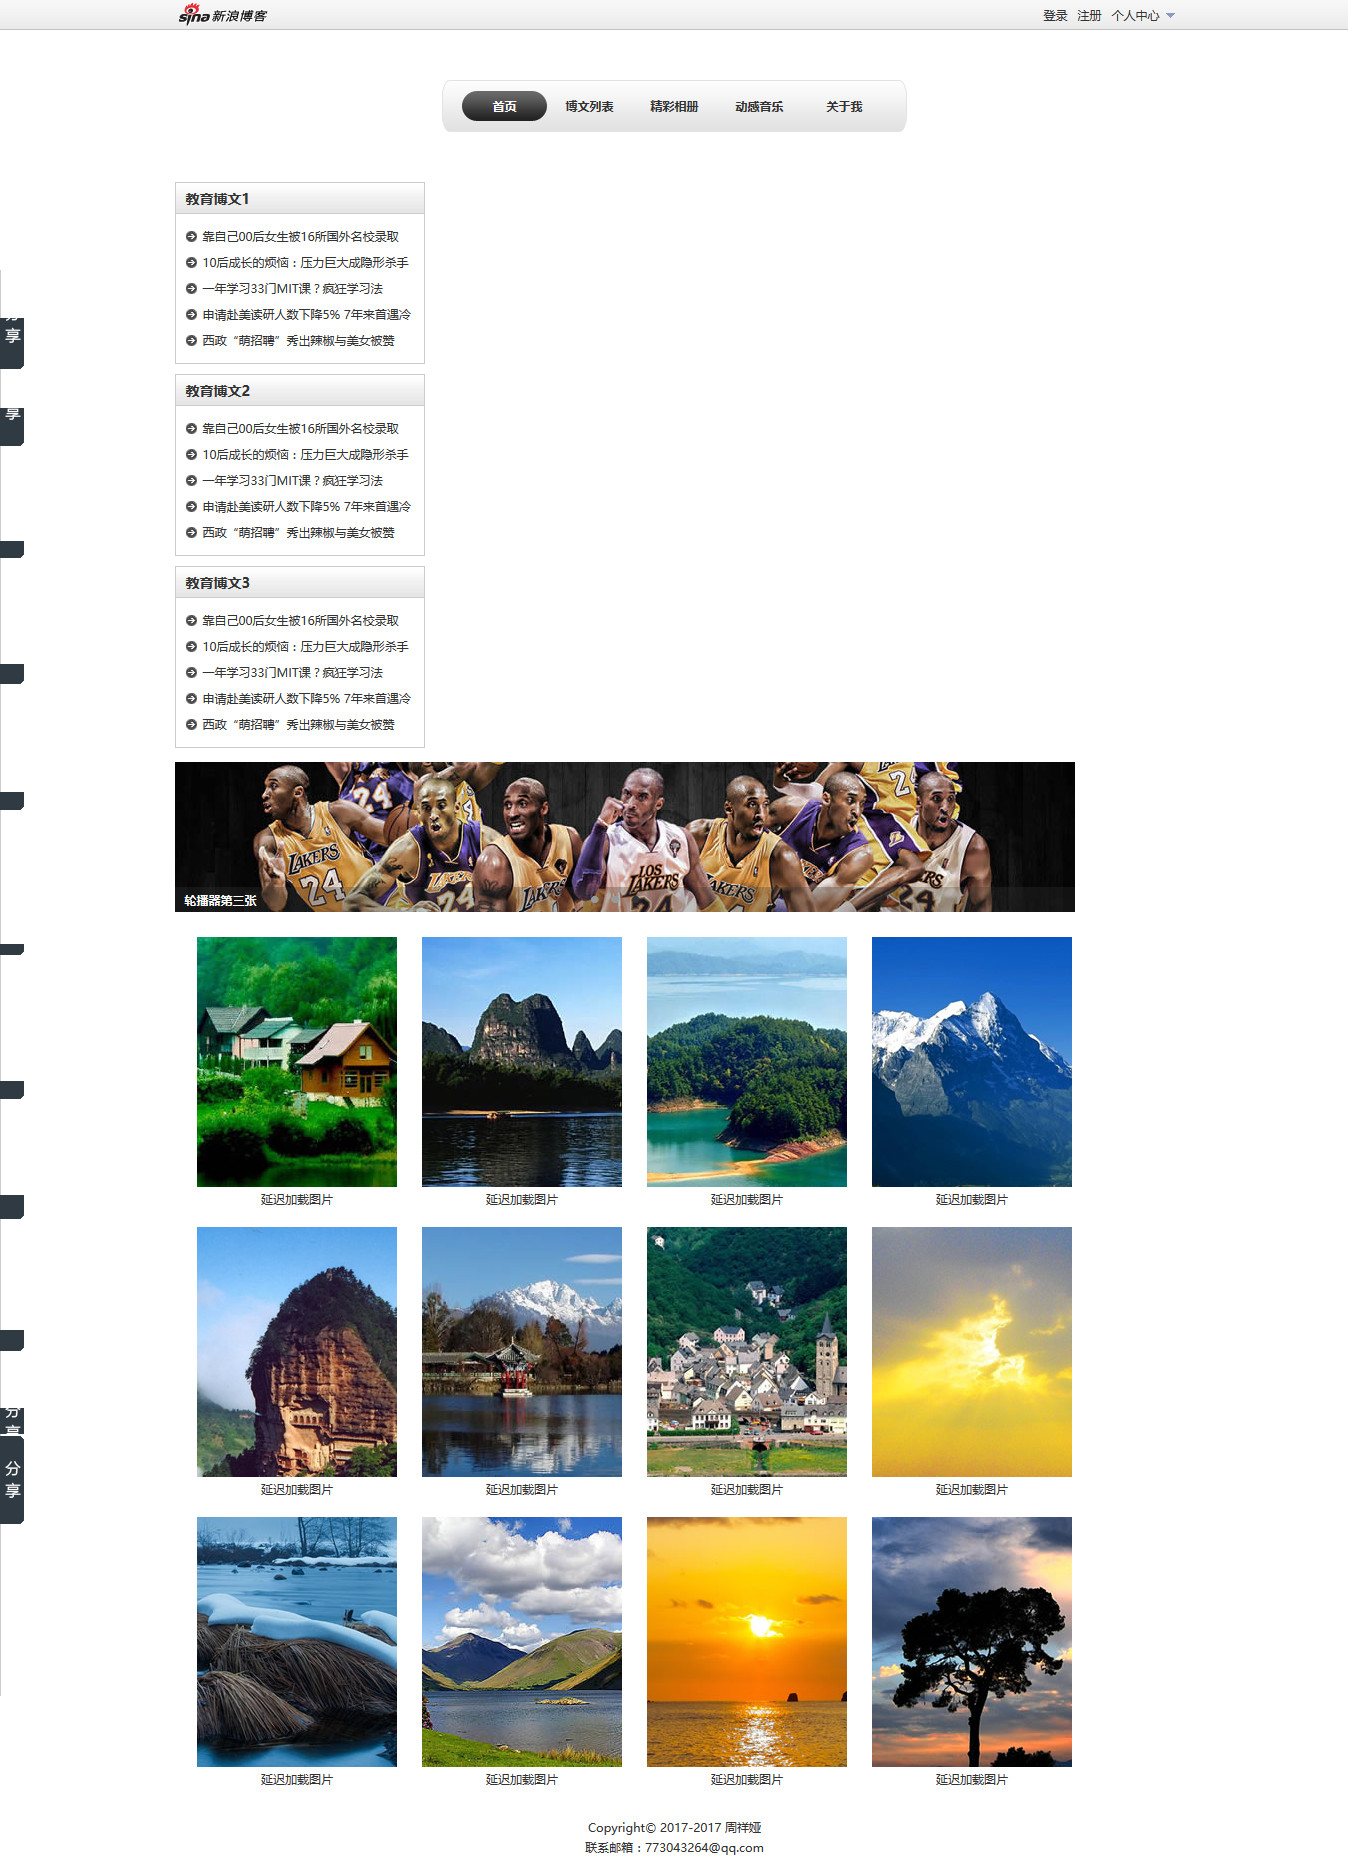 sina新浪博客
登录 注册 个人中心
首页 博文列表 精彩相册 动感音乐 关于我
教育博文1
靠自己00后女生被16所国外名校录取
10后成长的烦恼：压力巨大成隐形杀手
一年学习33门MIT课？疯狂学习法
申请赴美读研人数下降5% 7年来首遇冷
西政“萌招聘”秀出辣椒与美女被赞
分享
享
教育博文2
靠自己00后女生被16所国外名校录取
10后成长的烦恼：压力巨大成隐形杀手
一年学习33门MIT课？疯狂学习法
申请赴美读研人数下降5% 7年来首遇冷
西政“萌招聘”秀出辣椒与美女被赞
教育博文3
靠自己00后女生被16所国外名校录取
10后成长的烦恼：压力巨大成隐形杀手
一年学习33门MIT课？疯狂学习法
申请赴美读研人数下降5% 7年来首遇冷
西政“萌招聘”秀出辣椒与美女被赞
24
24
LAKERS
24
LAKERS
LAKERS
LOS
LAKERS
LAKERS
L
轮播器第三张
延迟加载图片 延迟加载图片 延迟加载图片 延迟加载图片
分
享
分
享
延迟加载图片 延迟加载图片 延迟加载图片 延迟加载图片
延迟加载图片 延迟加载图片 延迟加载图片 延迟加载图片
Copyright© 2017-2017 周祥娅
联系邮箱：773043264@qq.com